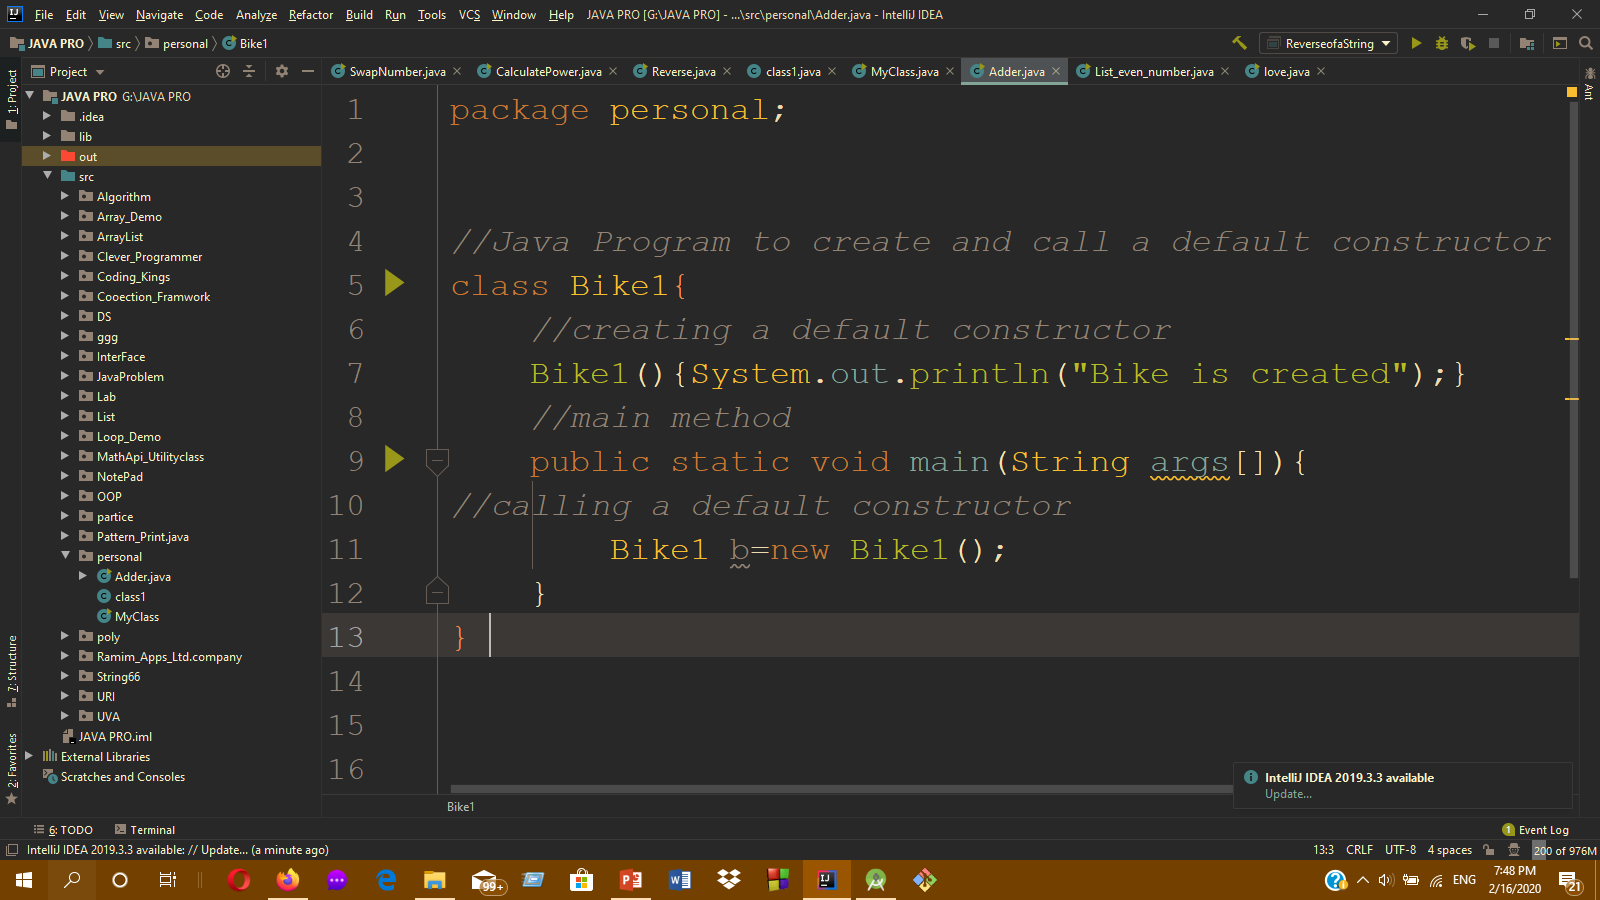 File Edit View Navigate Code Analyze Refactor Build Run Tools VCS Window Help JAVA PRO [G:\JAVA PRO] - ...\src\personal\Adder.java - IntelliJ IDEA
JAVA PRO src personal Bike1
ReverseofaString
Project
SwapNumber.java CalculatePower.java Reverse.java class1.java MyClass.java Adder.java List_even_number.java love.java
1: Project
7: Structure
2: Favorites
Ant
JAVA PRO G:\JAVA PRO
.idea
lib
out
src
Algorithm
Array_Demo
ArrayList
Clever_Programmer
Coding_Kings
Cooection_Framwork
DS
ggg
InterFace
JavaProblem
Lab
List
Loop_Demo
MathApi_Utilityclass
NotePad
OOP
partice
Pattern_Print.java
personal
Adder.java
class1
MyClass
poly
Ramim_Apps_Ltd.company
String66
URI
UVA
JAVA PRO.iml
External Libraries
Scratches and Consoles
1 package personal;
2
3
4 //Java Program to create and call a default constructor
5 class Bike1{
6 //creating a default constructor
7 Bike1(){System.out.println("Bike is created");}
8 //main method
9 public static void main(String args[]){
10 //calling a default constructor
11 Bike1 b=new Bike1();
12 }
13 }
14
15
16
Bike1
IntelliJ IDEA 2019.3.3 available
Update...
6: TODO Terminal
1 Event Log
IntelliJ IDEA 2019.3.3 available: // Update... (a minute ago)
13:3 CRLF UTF-8 4 spaces 200 of 976M
99+
ENG
7:48 PM
2/16/2020
21